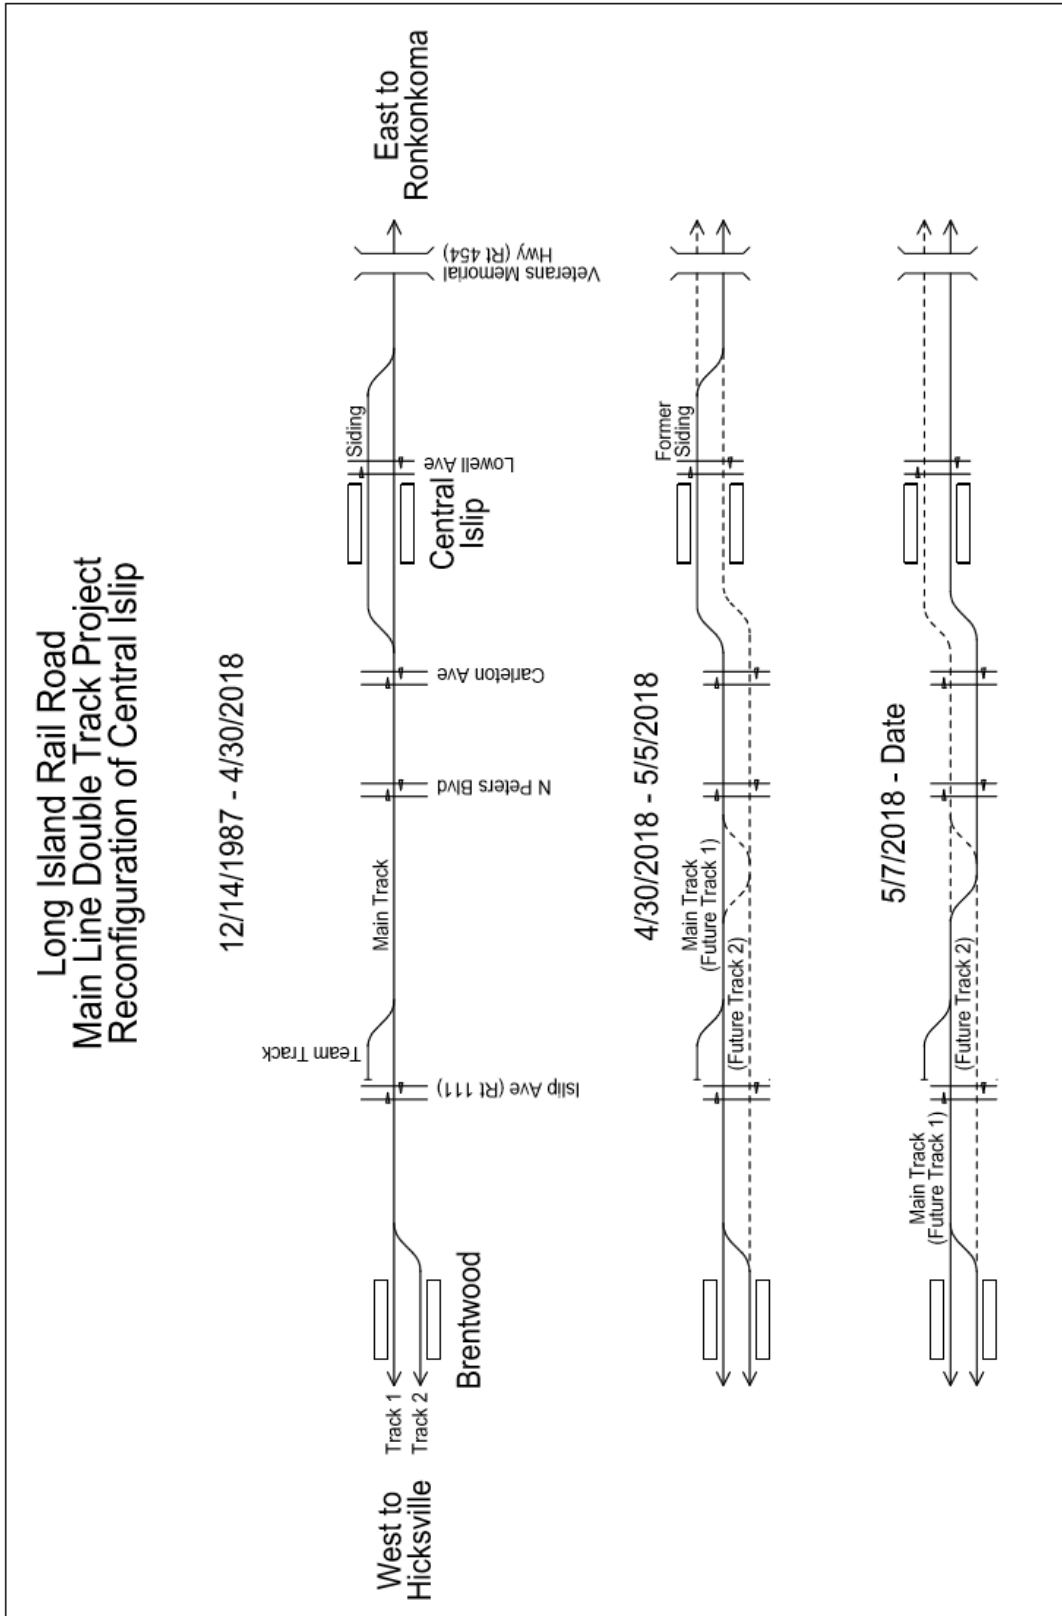 Long Island Rail Road
Main Line Double Track Project
Reconfiguration of Central Islip
12/14/1987 - 4/30/2018
West to
Hicksville
Track 1
Track 2
Brentwood
Islip Ave (Rt 111)
Team Track
Main Track
N Peters Blvd
Carleton Ave
Central
Islip
Lowell Ave
Siding
Veterans Memorial
Hwy (Rt 454)
East to
Ronkonkoma
4/30/2018 - 5/5/2018
Main Track
(Future Track 1)
(Future Track 2)
Former
Siding
5/7/2018 - Date
Main Track
(Future Track 1)
(Future Track 2)